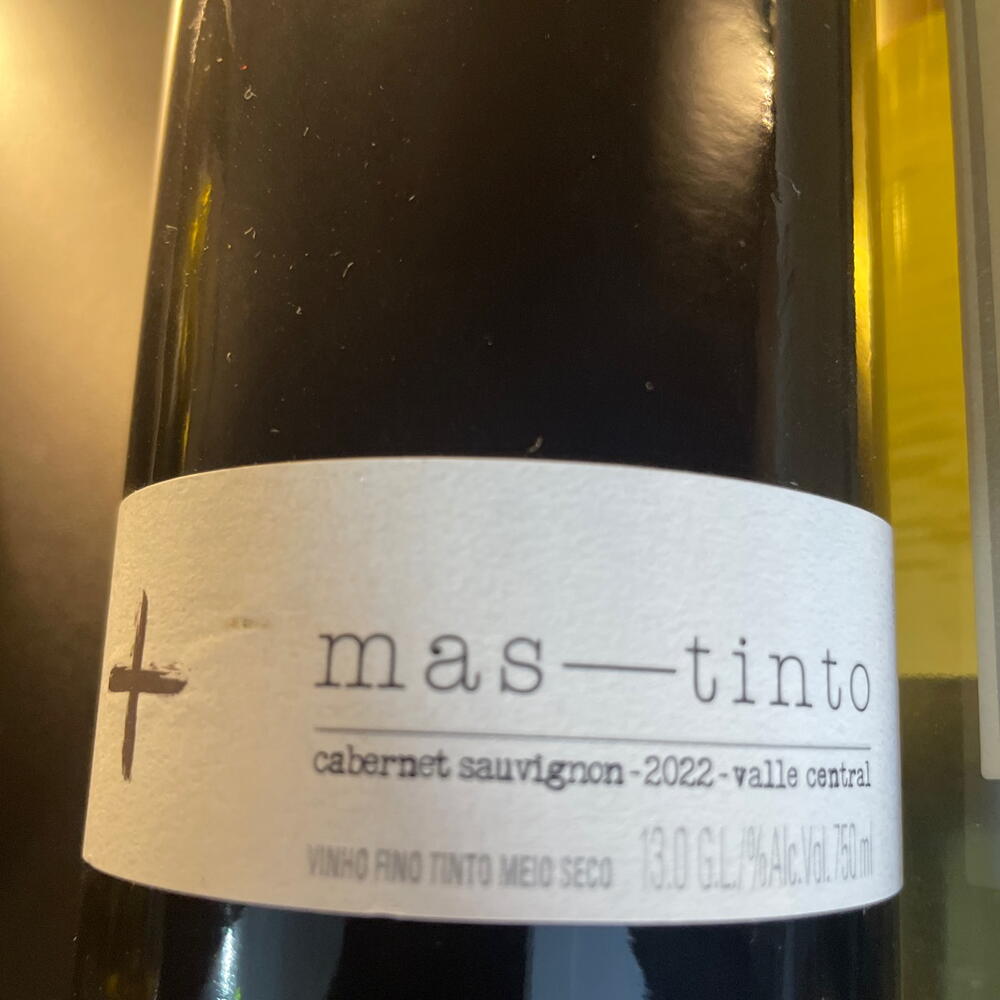 mas—tinto
cabernet sauvignon-2022-valle central
VINHO FINO TINTO MEIO SECO 13.0 G.L./%Alc.Vol. 750 ml